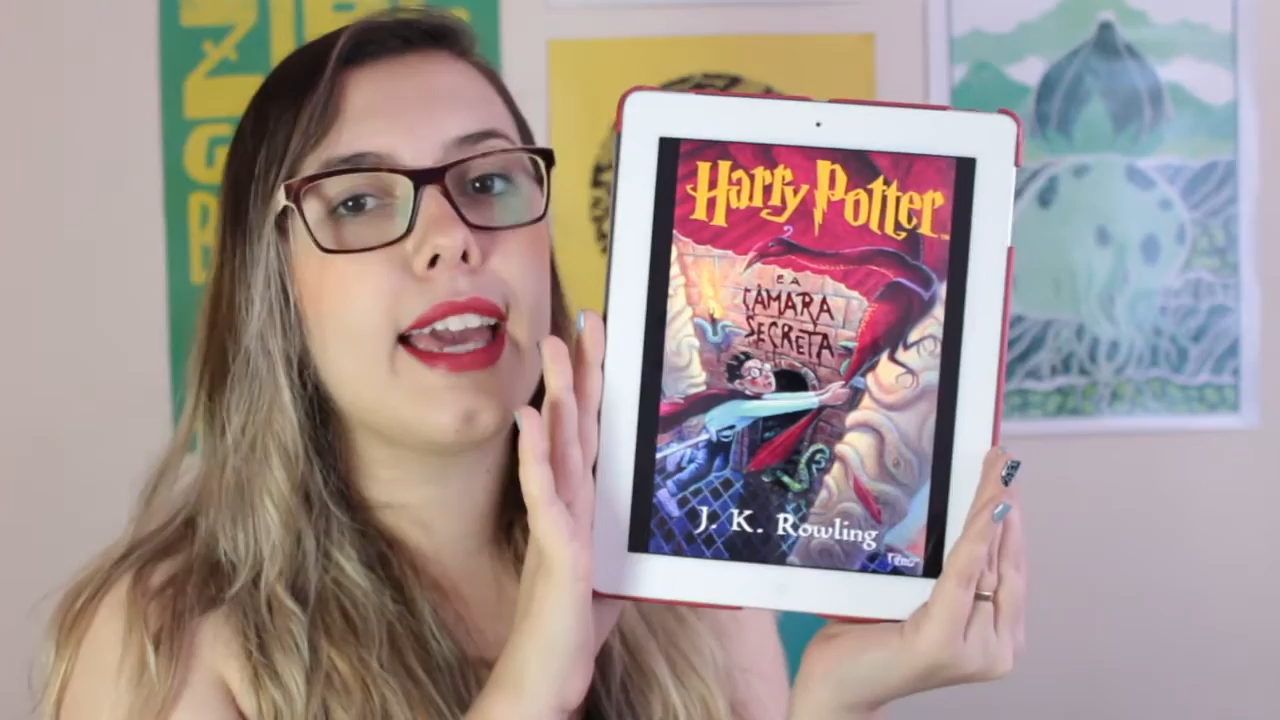 Harry Potter
E A
CÂMARA
SECRETA
J. K. Rowling